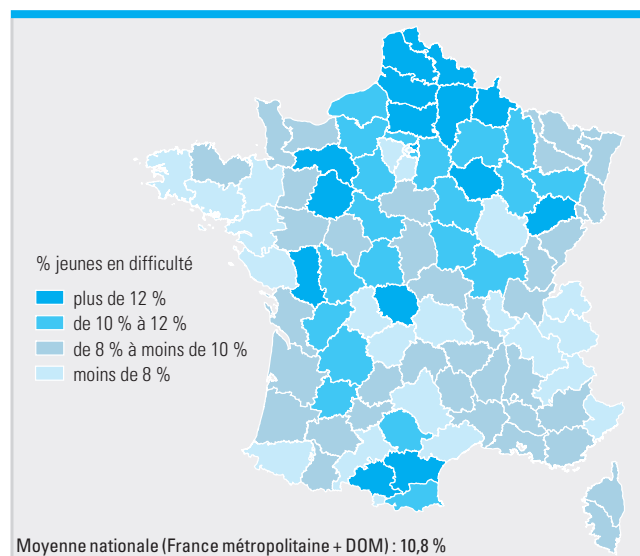 % jeunes en difficulté
plus de 12 %
de 10 % à 12 %
de 8 % à moins de 10 %
moins de 8 %
Moyenne nationale (France métropolitaine + DOM) : 10,8 %